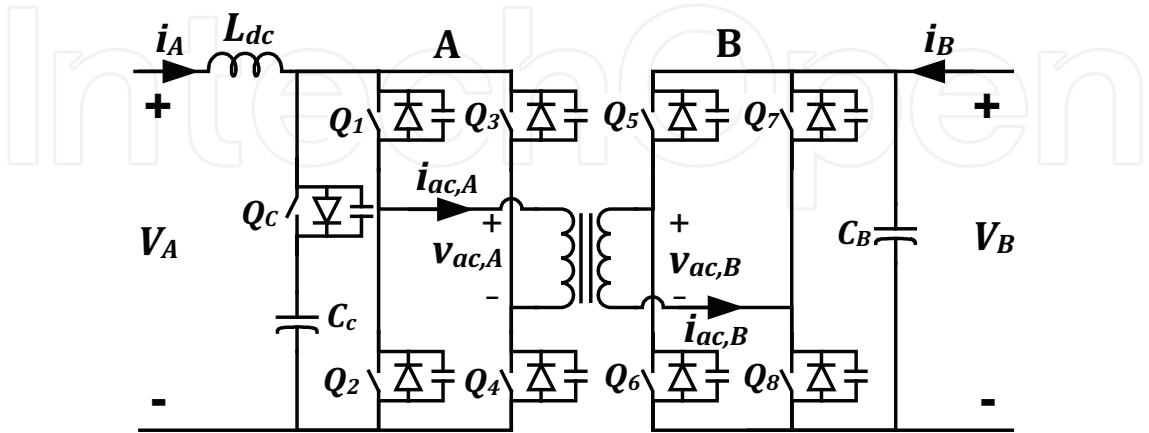 IntechOpen
i_A L_dc A B i_B
+ +
Q_1 Q_3 Q_5 Q_7
i_ac,A
Q_C
V_A + v_ac,A - + v_ac,B - C_B V_B
C_c i_ac,B
Q_2 Q_4 Q_6 Q_8
- -